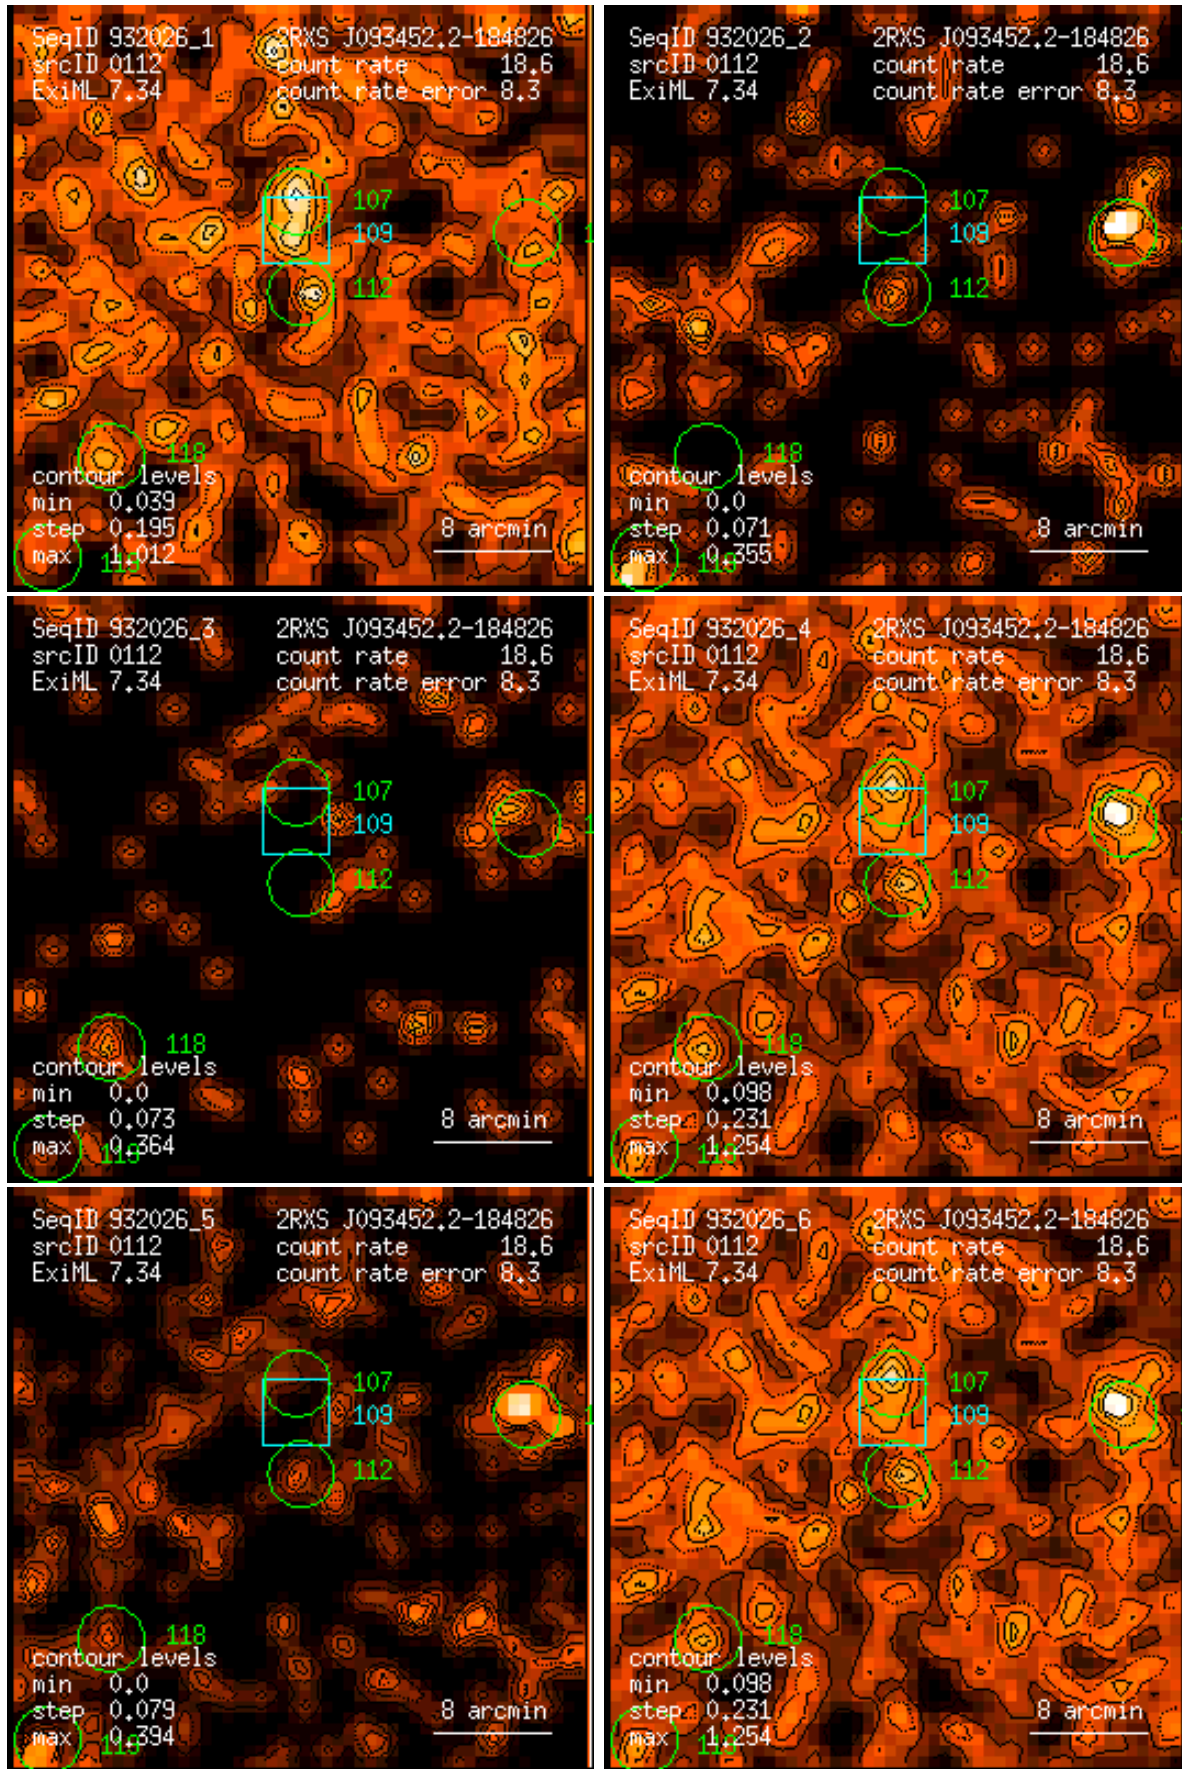 SeqID 932026_1 2RXS J093452.2-184826
srcID 0112 count rate 18.6
ExiML 7.34 count rate error 8.3
107
109
112
118
contour levels
min 0.039
step 0.195 8 arcmin
max 1.012
119
SeqID 932026_2 2RXS J093452.2-184826
srcID 0112 count rate 18.6
ExiML 7.34 count rate error 8.3
107
109
112
118
contour levels
min 0.0
step 0.071 8 arcmin
max 0.355
119
SeqID 932026_3 2RXS J093452.2-184826
srcID 0112 count rate 18.6
ExiML 7.34 count rate error 8.3
107
109
112
118
contour levels
min 0.0
step 0.073 8 arcmin
max 0.364
119
SeqID 932026_4 2RXS J093452.2-184826
srcID 0112 count rate 18.6
ExiML 7.34 count rate error 8.3
107
109
112
118
contour levels
min 0.098
step 0.231 8 arcmin
max 1.254
119
SeqID 932026_5 2RXS J093452.2-184826
srcID 0112 count rate 18.6
ExiML 7.34 count rate error 8.3
107
109
112
118
contour levels
min 0.0
step 0.079 8 arcmin
max 0.394
119
SeqID 932026_6 2RXS J093452.2-184826
srcID 0112 count rate 18.6
ExiML 7.34 count rate error 8.3
107
109
112
118
contour levels
min 0.098
step 0.231 8 arcmin
max 1.254
119